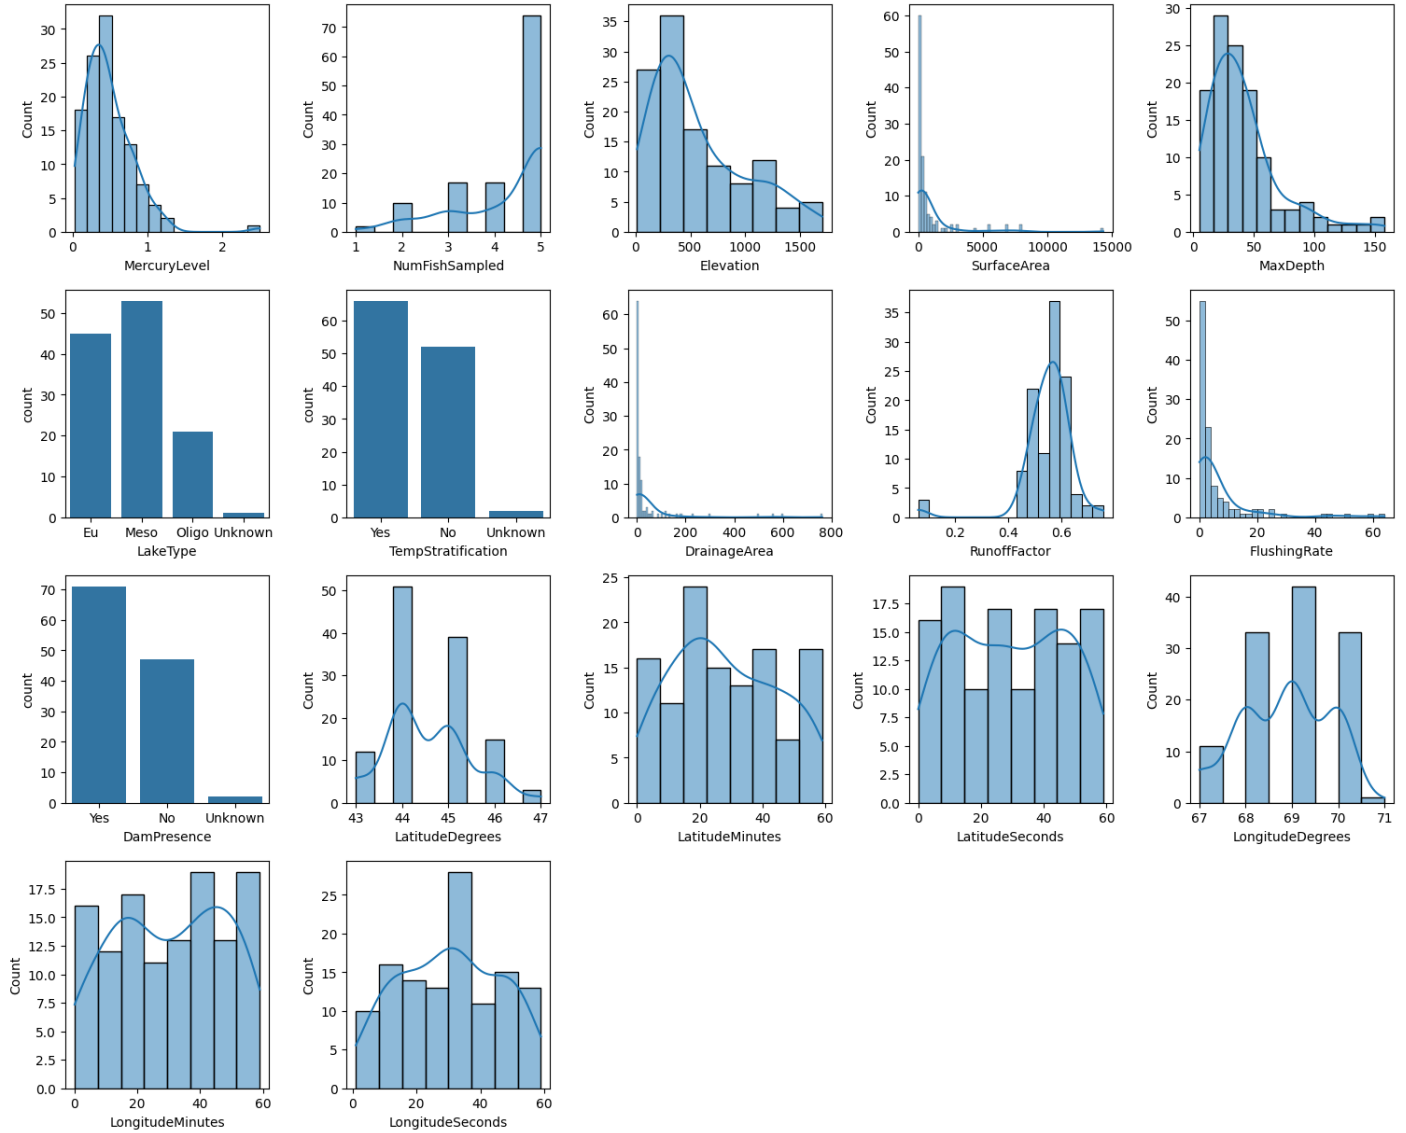 Count
30
25
20
15
10
5
0
0 1 2
MercuryLevel
Count
70
60
50
40
30
20
10
0
1 2 3 4 5
NumFishSampled
Count
35
30
25
20
15
10
5
0
0 500 1000 1500
Elevation
Count
60
50
40
30
20
10
0
0 5000 10000 15000
SurfaceArea
Count
30
25
20
15
10
5
0
0 50 100 150
MaxDepth
count
50
40
30
20
10
0
Eu Meso Oligo Unknown
LakeType
count
60
50
40
30
20
10
0
Yes No Unknown
TempStratification
Count
60
50
40
30
20
10
0
0 200 400 600 800
DrainageArea
Count
35
30
25
20
15
10
5
0
0.2 0.4 0.6
RunoffFactor
Count
50
40
30
20
10
0
0 20 40 60
FlushingRate
count
70
60
50
40
30
20
10
0
Yes No Unknown
DamPresence
Count
50
40
30
20
10
0
43 44 45 46 47
LatitudeDegrees
Count
25
20
15
10
5
0
0 20 40 60
LatitudeMinutes
Count
17.5
15.0
12.5
10.0
7.5
5.0
2.5
0.0
0 20 40 60
LatitudeSeconds
Count
40
30
20
10
0
67 68 69 70 71
LongitudeDegrees
Count
17.5
15.0
12.5
10.0
7.5
5.0
2.5
0.0
0 20 40 60
LongitudeMinutes
Count
25
20
15
10
5
0
0 20 40 60
LongitudeSeconds